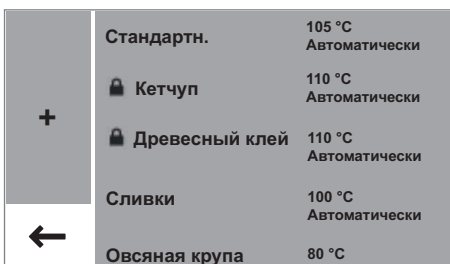 Стандартн. 105 °C
Автоматически
Кетчуп 110 °C
Автоматически
+
Древесный клей 110 °C
Автоматически
Сливки 100 °C
Автоматически
←
Овсяная крупа 80 °C